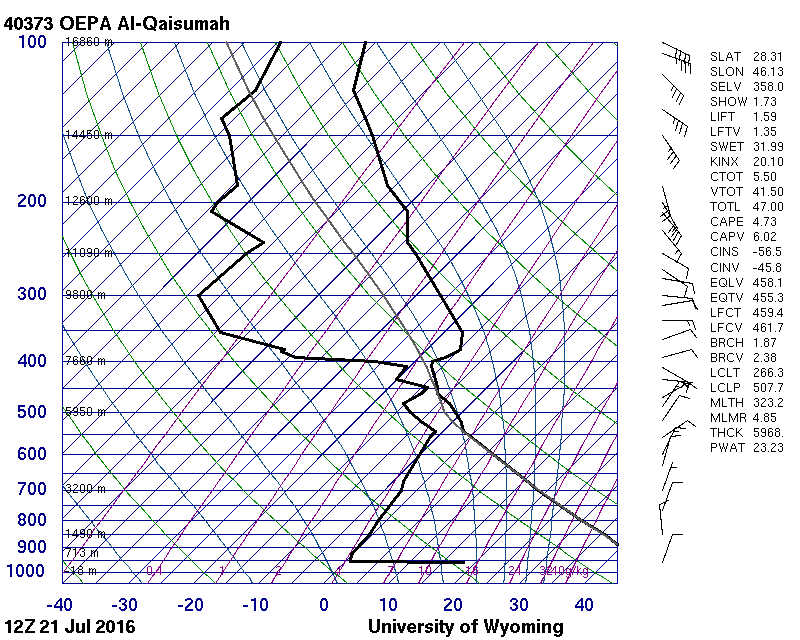 40373 OEPA Al-Qaisumah
100
16860 m
14450 m
200
12600 m
11090 m
300
9800 m
400
7660 m
500
5950 m
600
700
3200 m
800
1490 m
900
713 m
1000
-18 m
0.4 1 2 4 7 10 16 24 32 40g/kg
-40 -30 -20 -10 0 10 20 30 40
12Z 21 Jul 2016
University of Wyoming
SLAT 28.31
SLON 46.13
SELV 358.0
SHOW 1.73
LIFT 1.59
LFTV 1.35
SWET 31.99
KINX 20.10
CTOT 5.50
VTOT 41.50
TOTL 47.00
CAPE 4.73
CAPV 6.02
CINS -56.5
CINV -45.8
EQLV 458.1
EQTV 455.3
LFCT 459.4
LFCV 461.7
BRCH 1.87
BRCV 2.38
LCLT 266.3
LCLP 507.7
MLTH 323.2
MLMR 4.85
THCK 5968.
PWAT 23.23